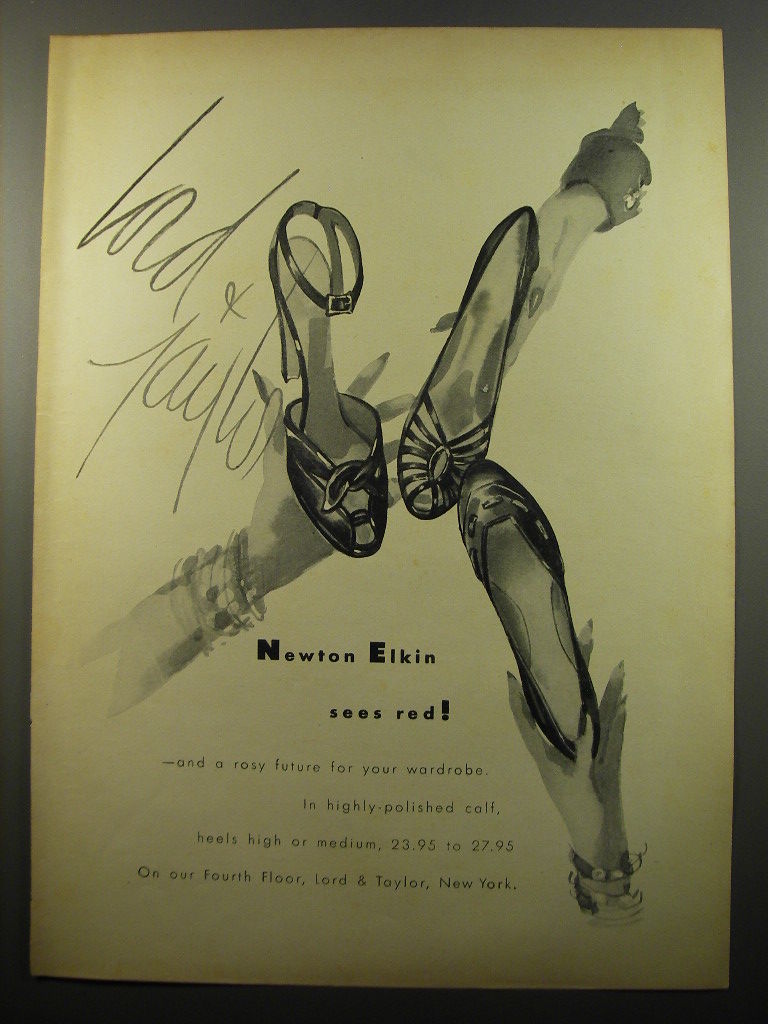 Lord
&
Taylor
Newton Elkin
sees red!
—and a rosy future for your wardrobe.
In highly-polished calf,
heels high or medium, 23.95 to 27.95
On our Fourth Floor, Lord & Taylor, New York.